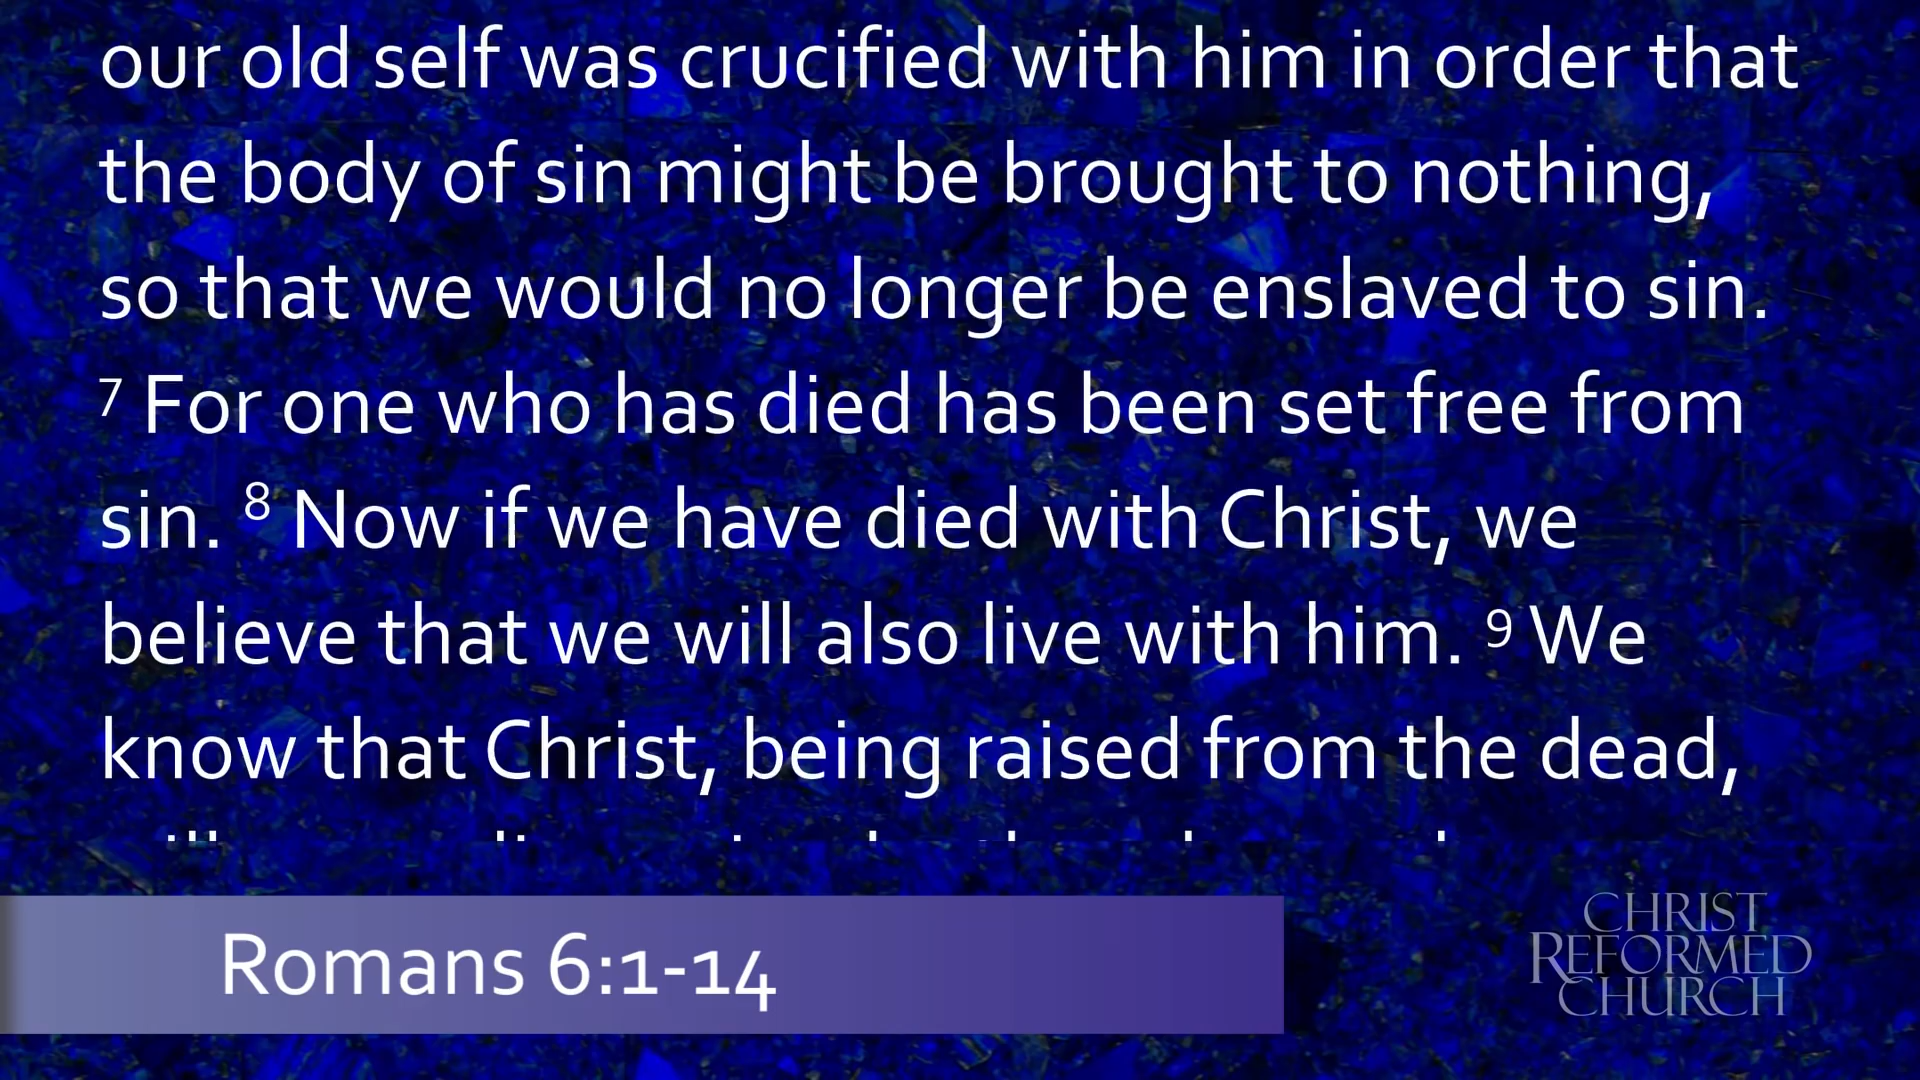 our old self was crucified with him in order that
the body of sin might be brought to nothing,
so that we would no longer be enslaved to sin.
7 For one who has died has been set free from
sin. 8 Now if we have died with Christ, we
believe that we will also live with him. 9 We
know that Christ, being raised from the dead,
Romans 6:1-14
CHRIST
REFORMED
CHURCH